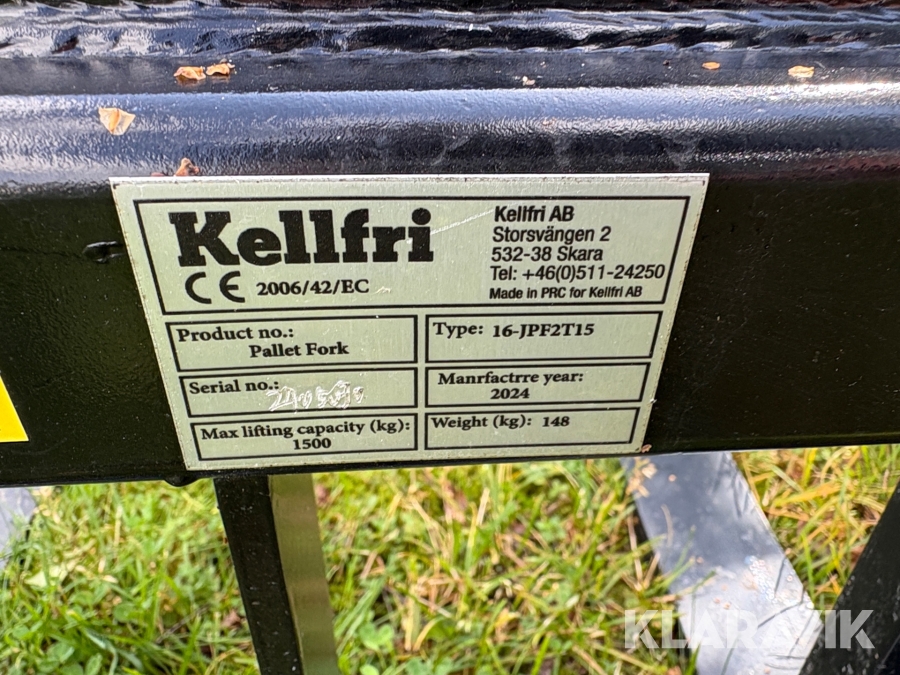 Kellfri
CE 2006/42/EC
Kellfri AB
Storsvängen 2
532-38 Skara
Tel: +46(0)511-24250
Made in PRC for Kellfri AB
Product no.:
Pallet Fork
Type: 16-JPF2T15
Serial no.:
Manrfactrre year:
2024
Max lifting capacity (kg):
1500
Weight (kg): 148
KLARAVIK